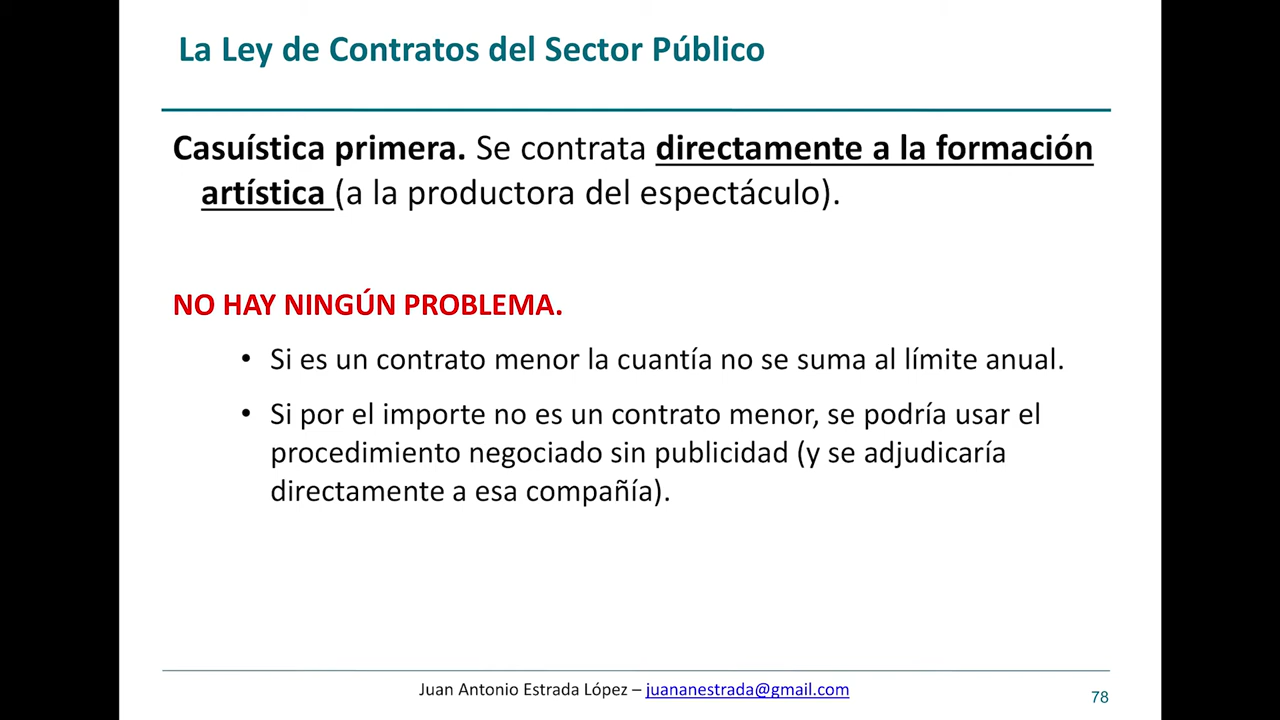 La Ley de Contratos del Sector Público
Casuística primera. Se contrata directamente a la formación
artística (a la productora del espectáculo).
NO HAY NINGÚN PROBLEMA.
• Si es un contrato menor la cuantía no se suma al límite anual.
• Si por el importe no es un contrato menor, se podría usar el
procedimiento negociado sin publicidad (y se adjudicaría
directamente a esa compañía).
Juan Antonio Estrada López – juananestrada@gmail.com
78